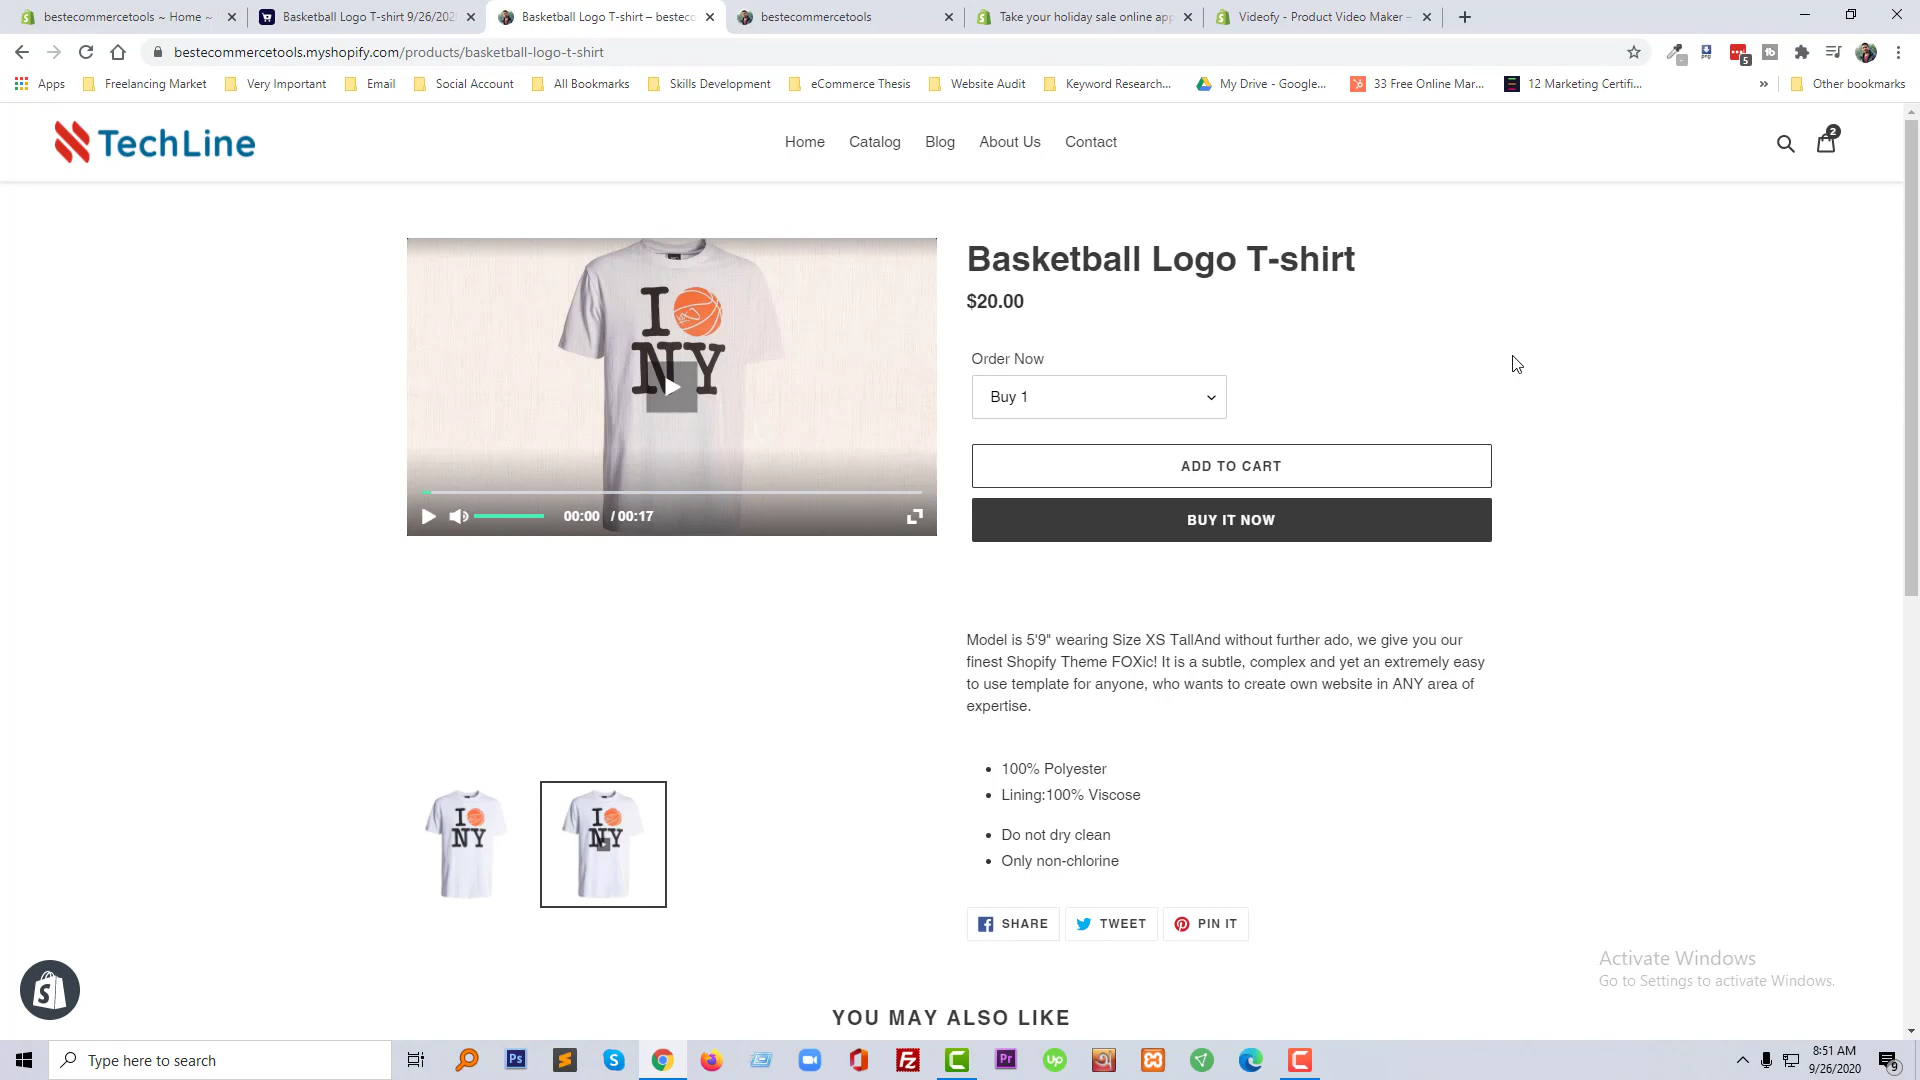 bestecommercetools ~ Home ~
Basketball Logo T-shirt 9/26/202
Basketball Logo T-shirt – bestec
bestecommercetools
Take your holiday sale online app
Videofy - Product Video Maker –
bestecommercetools.myshopify.com/products/basketball-logo-t-shirt
5
Apps
Freelancing Market
Very Important
Email
Social Account
All Bookmarks
Skills Development
eCommerce Thesis
Website Audit
Keyword Research...
My Drive - Google...
33 Free Online Mar...
12 Marketing Certifi...
»
Other bookmarks
TechLine
Home
Catalog
Blog
About Us
Contact
2
I
NY
00:00 / 00:17
Basketball Logo T-shirt
$20.00
Order Now
Buy 1
ADD TO CART
BUY IT NOW
Model is 5'9" wearing Size XS TallAnd without further ado, we give you our
finest Shopify Theme FOXic! It is a subtle, complex and yet an extremely easy
to use template for anyone, who wants to create own website in ANY area of
expertise.
• 100% Polyester
• Lining:100% Viscose
• Do not dry clean
• Only non-chlorine
I
NY
I
NY
SHARE
TWEET
PIN IT
Activate Windows
Go to Settings to activate Windows.
YOU MAY ALSO LIKE
Type here to search
Ps
Pr
up
8:51 AM
9/26/2020
9